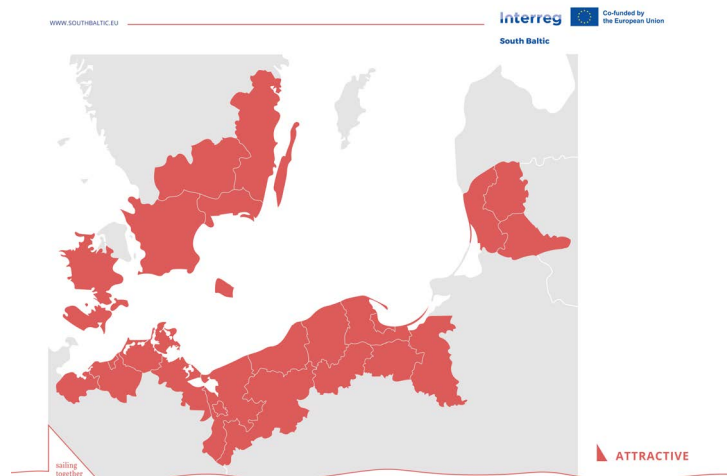 WWW.SOUTHBALTIC.EU
Interreg
Co-funded by
the European Union
South Baltic
sailing
together
ATTRACTIVE